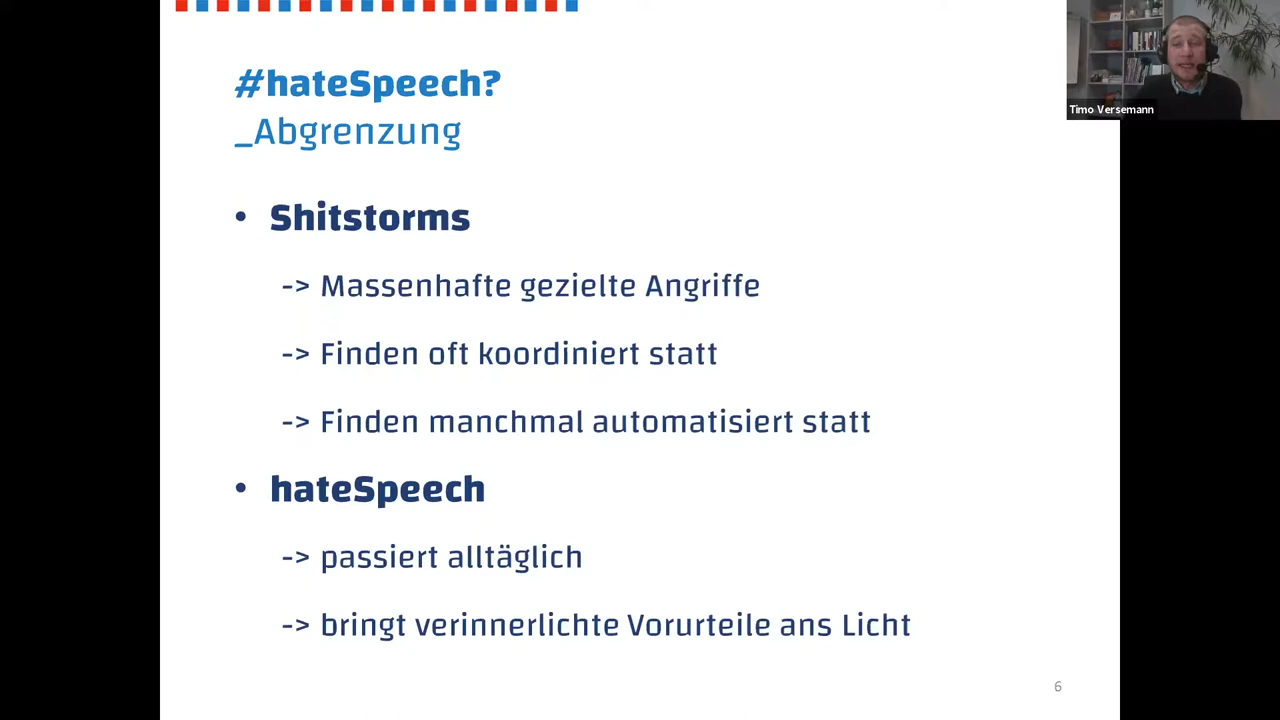 #hateSpeech?
_Abgrenzung
• Shitstorms
-> Massenhafte gezielte Angriffe
-> Finden oft koordiniert statt
-> Finden manchmal automatisiert statt
• hateSpeech
-> passiert alltäglich
-> bringt verinnerlichte Vorurteile ans Licht
6
Timo Versemann